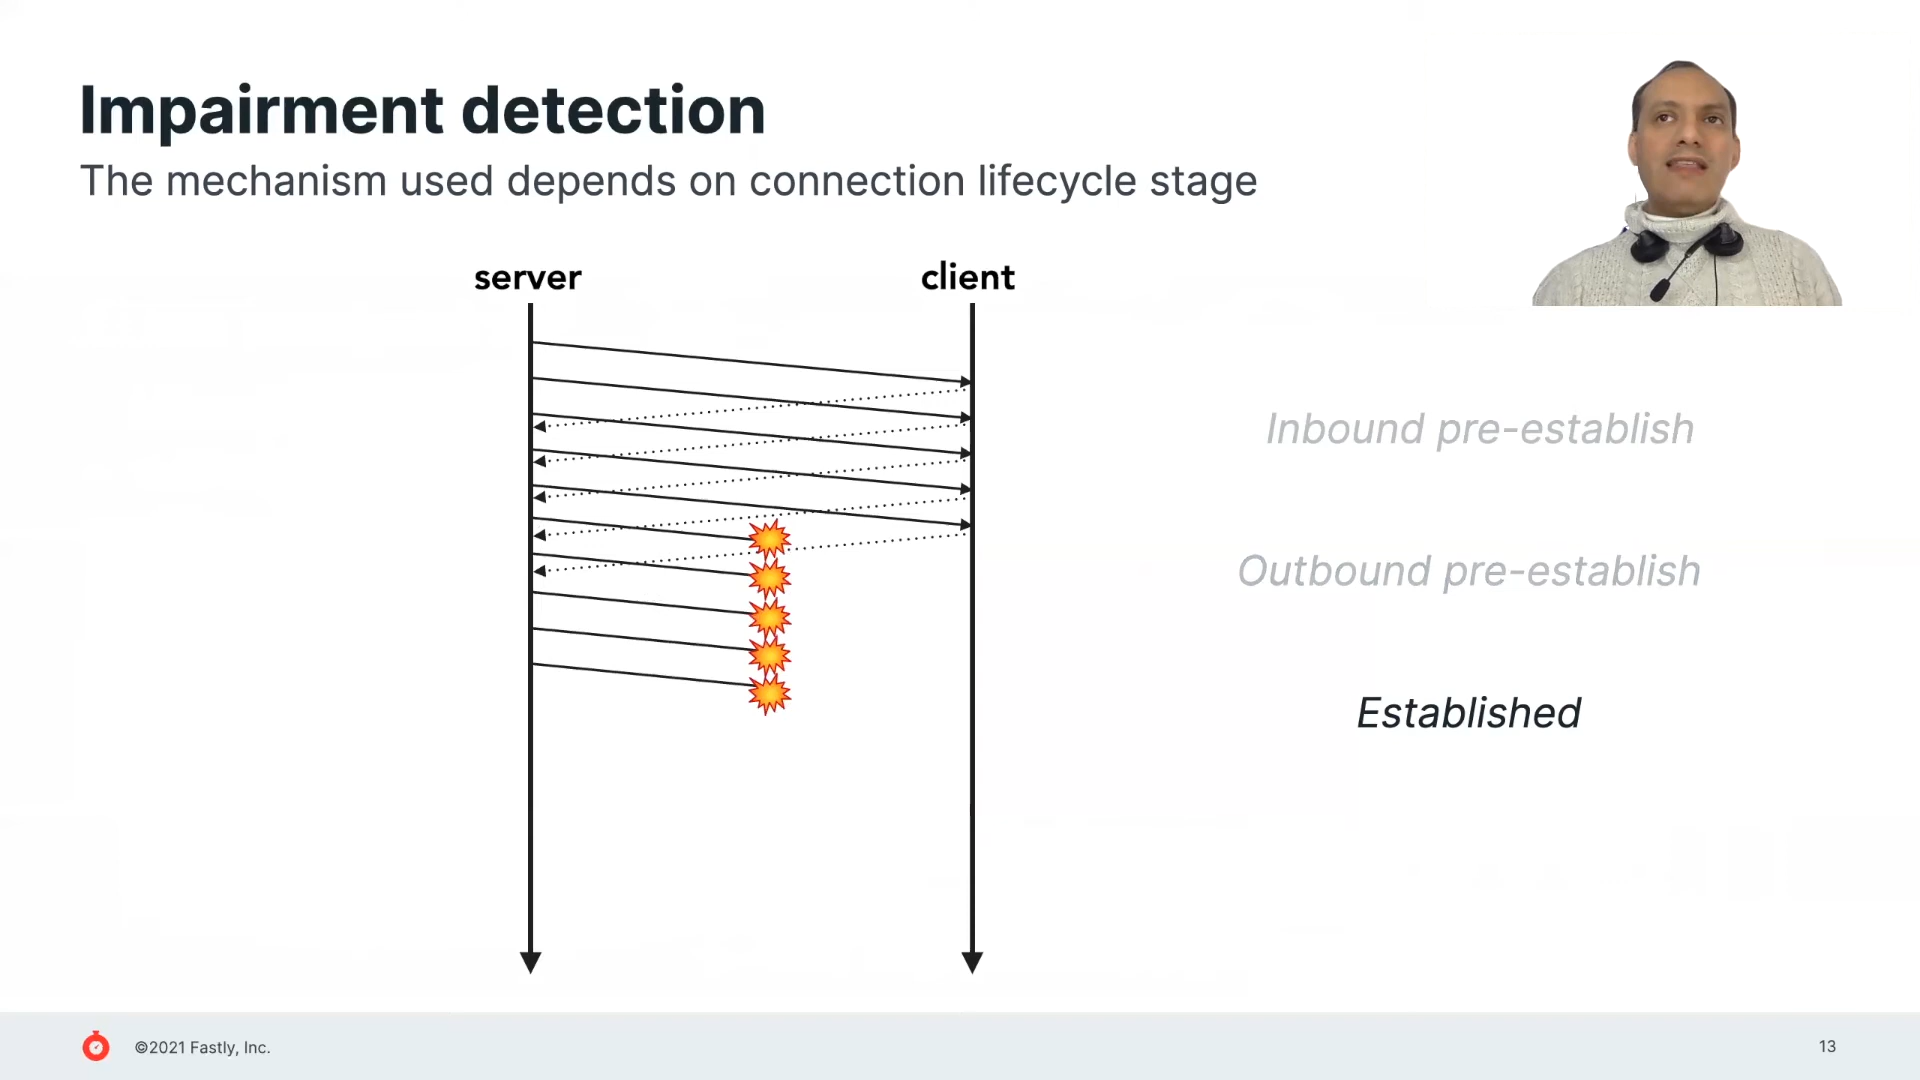 Impairment detection
The mechanism used depends on connection lifecycle stage
server
client
Inbound pre-establish
Outbound pre-establish
Established
©2021 Fastly, Inc.
13